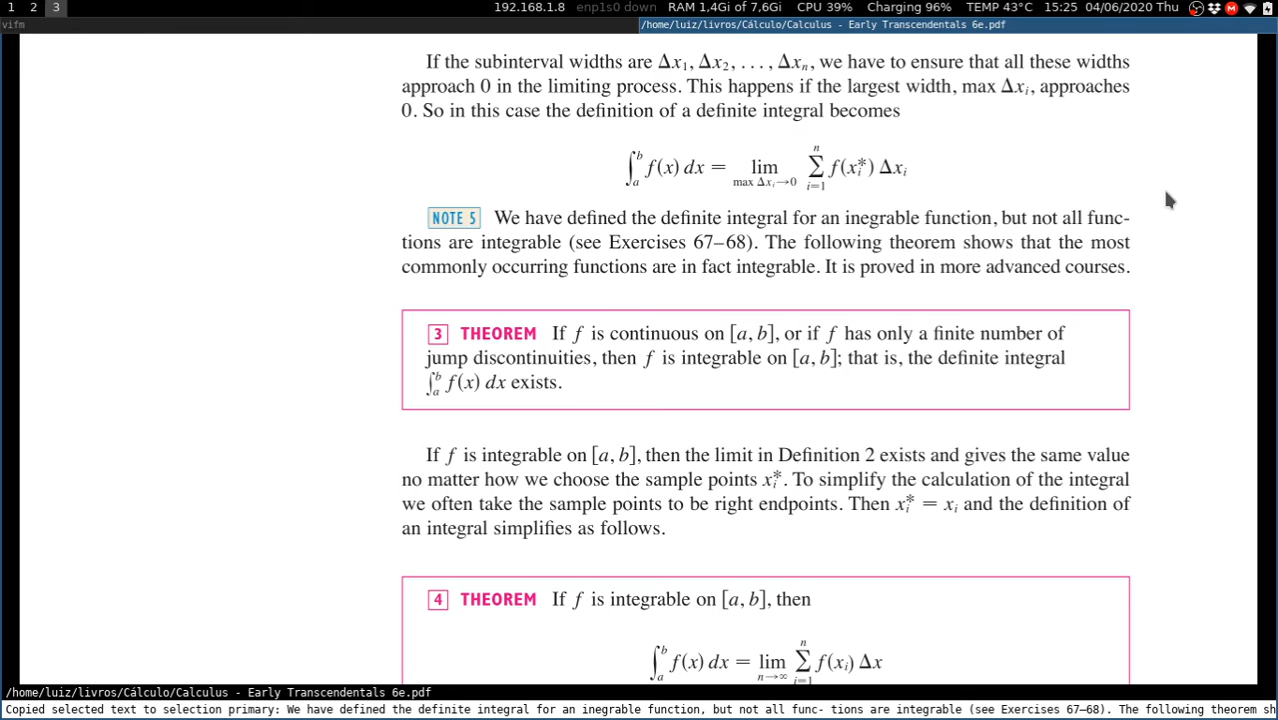 1 2 3 192.168.1.8 enp1s0 down RAM 1,4Gi of 7,6Gi CPU 39% Charging 96% TEMP 43°C 15:25 04/06/2020 Thu
vifm /home/luiz/livros/Cálculo/Calculus - Early Transcendentals 6e.pdf
If the subinterval widths are Δx₁, Δx₂, . . . , Δxₙ, we have to ensure that all these widths
approach 0 in the limiting process. This happens if the largest width, max Δxᵢ, approaches
0. So in this case the definition of a definite integral becomes
∫ₐᵇ f(x) dx = lim_{max Δxᵢ→0} ∑_{i=1}^{n} f(xᵢ*) Δxᵢ
NOTE 5 We have defined the definite integral for an inegrable function, but not all func-
tions are integrable (see Exercises 67–68). The following theorem shows that the most
commonly occurring functions are in fact integrable. It is proved in more advanced courses.
3 THEOREM If f is continuous on [a, b], or if f has only a finite number of
jump discontinuities, then f is integrable on [a, b]; that is, the definite integral
∫ₐᵇ f(x) dx exists.
If f is integrable on [a, b], then the limit in Definition 2 exists and gives the same value
no matter how we choose the sample points xᵢ*. To simplify the calculation of the integral
we often take the sample points to be right endpoints. Then xᵢ* = xᵢ and the definition of
an integral simplifies as follows.
4 THEOREM If f is integrable on [a, b], then
∫ₐᵇ f(x) dx = lim_{n→∞} ∑_{i=1}^{n} f(xᵢ) Δx
/home/luiz/livros/Cálculo/Calculus - Early Transcendentals 6e.pdf
Copied selected text to selection primary: We have defined the definite integral for an inegrable function, but not all func- tions are integrable (see Exercises 67–68). The following theorem sh